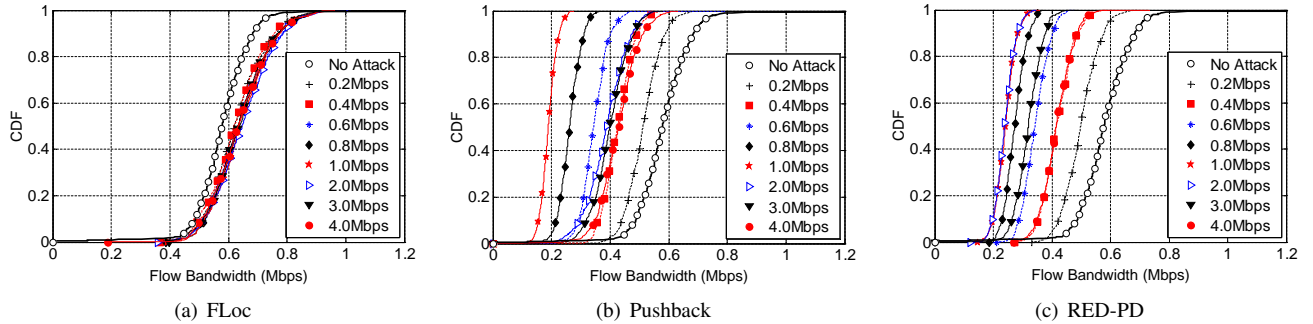 CDF
1
0.8
0.6
0.4
0.2
0
0 0.2 0.4 0.6 0.8 1.0 1.2
Flow Bandwidth (Mbps)
No Attack
0.2Mbps
0.4Mbps
0.6Mbps
0.8Mbps
1.0Mbps
2.0Mbps
3.0Mbps
4.0Mbps
(a) FLoc
CDF
1
0.8
0.6
0.4
0.2
0
0 0.2 0.4 0.6 0.8 1.0 1.2
Flow Bandwidth (Mbps)
No Attack
0.2Mbps
0.4Mbps
0.6Mbps
0.8Mbps
1.0Mbps
2.0Mbps
3.0Mbps
4.0Mbps
(b) Pushback
CDF
1
0.8
0.6
0.4
0.2
0
0 0.2 0.4 0.6 0.8 1.0 1.2
Flow Bandwidth (Mbps)
No Attack
0.2Mbps
0.4Mbps
0.6Mbps
0.8Mbps
1.0Mbps
2.0Mbps
3.0Mbps
4.0Mbps
(c) RED-PD